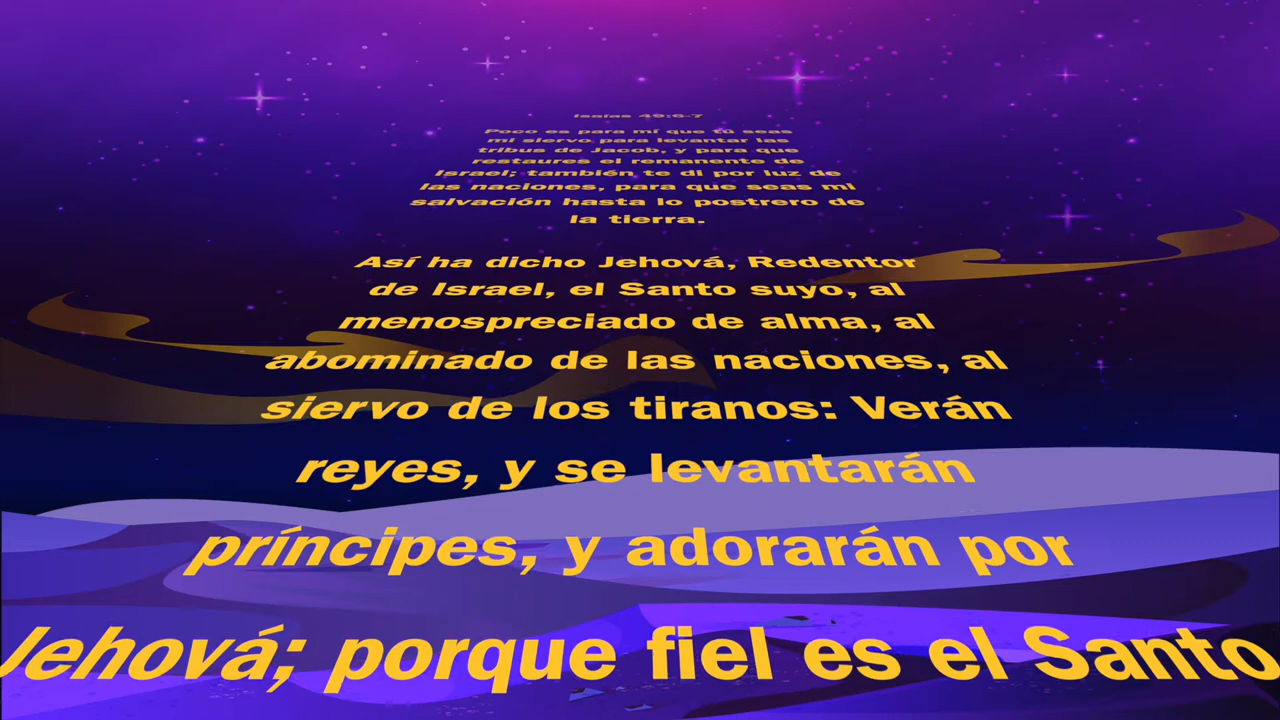 Isaías 49:6-7
Poco es para mí que tú seas
mi siervo para levantar las
tribus de Jacob, y para que
restaures el remanente de
Israel; también te di por luz de
las naciones, para que seas mi
salvación hasta lo postrero de
la tierra.
Así ha dicho Jehová, Redentor
de Israel, el Santo suyo, al
menospreciado de alma, al
abominado de las naciones, al
siervo de los tiranos: Verán
reyes, y se levantarán
príncipes, y adorarán por
Jehová; porque fiel es el Santo